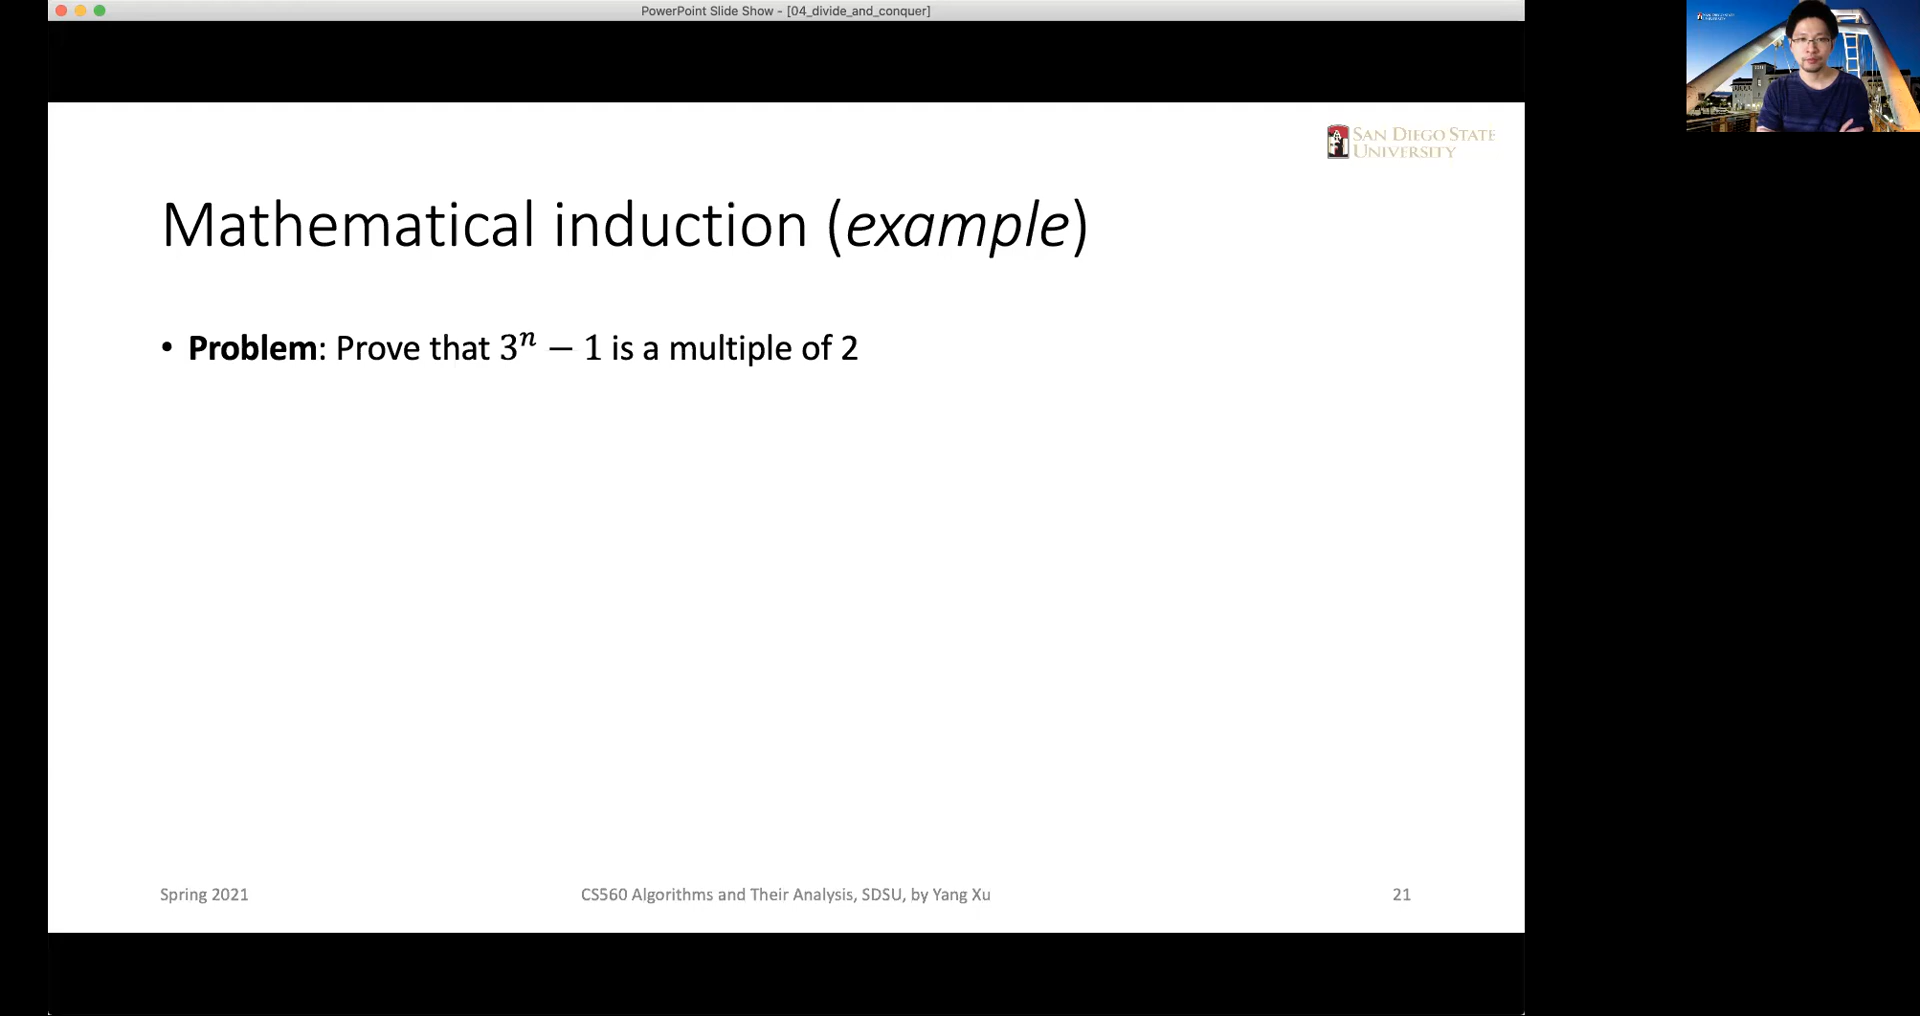 PowerPoint Slide Show - [04_divide_and_conquer]
SAN DIEGO STATE
UNIVERSITY
Mathematical induction (example)
• Problem: Prove that 3ⁿ − 1 is a multiple of 2
Spring 2021
CS560 Algorithms and Their Analysis, SDSU, by Yang Xu
21